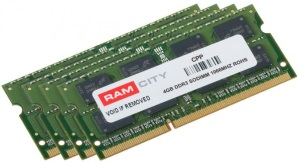 RAM CITY
CPP
4GB DDR3 SODIMM 1066MHZ ROHS
VOID IF REMOVED